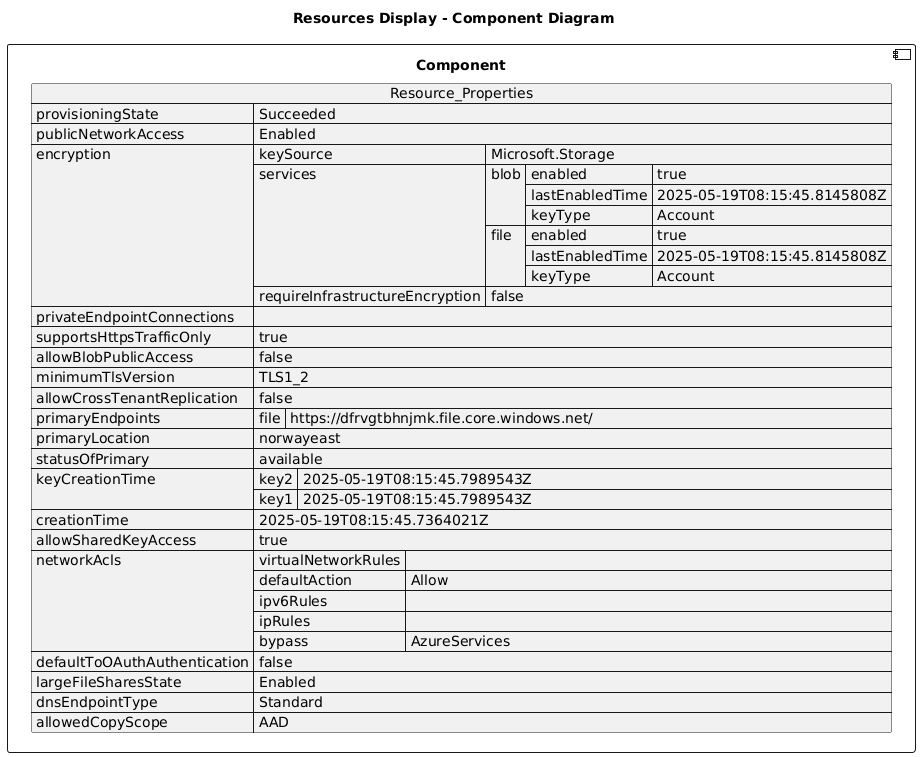 Resources Display - Component Diagram
Component
Resource_Properties
provisioningState Succeeded
publicNetworkAccess Enabled
encryption keySource Microsoft.Storage
services blob enabled true
lastEnabledTime 2025-05-19T08:15:45.8145808Z
keyType Account
file enabled true
lastEnabledTime 2025-05-19T08:15:45.8145808Z
keyType Account
requireInfrastructureEncryption false
privateEndpointConnections
supportsHttpsTrafficOnly true
allowBlobPublicAccess false
minimumTlsVersion TLS1_2
allowCrossTenantReplication false
primaryEndpoints file https://dfrvgtbhnjmk.file.core.windows.net/
primaryLocation norwayeast
statusOfPrimary available
keyCreationTime key2 2025-05-19T08:15:45.7989543Z
key1 2025-05-19T08:15:45.7989543Z
creationTime 2025-05-19T08:15:45.7364021Z
allowSharedKeyAccess true
networkAcls virtualNetworkRules
defaultAction Allow
ipv6Rules
ipRules
bypass AzureServices
defaultToOAuthAuthentication false
largeFileSharesState Enabled
dnsEndpointType Standard
allowedCopyScope AAD